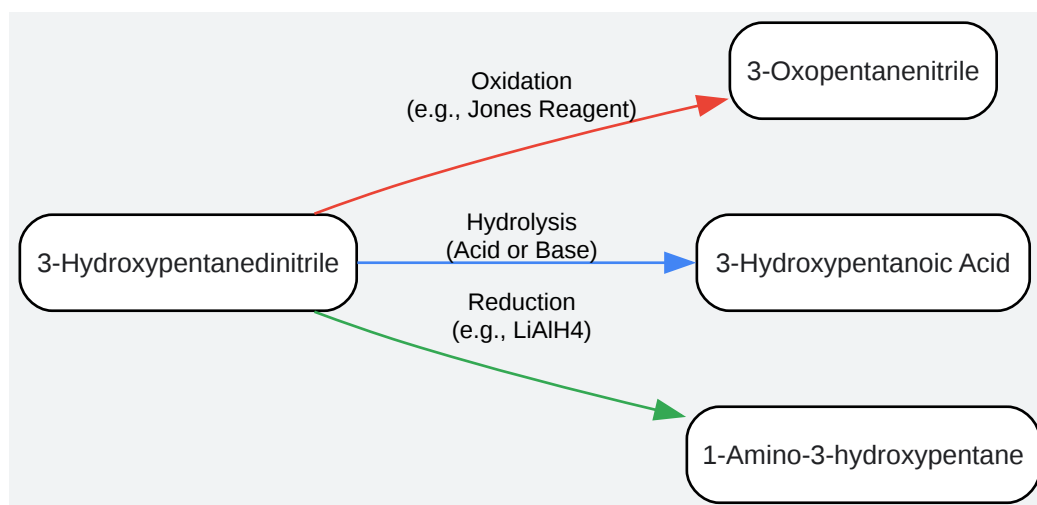 3-Oxopentanenitrile
Oxidation
(e.g., Jones Reagent)
3-Hydroxypentanedinitrile
Hydrolysis
(Acid or Base)
3-Hydroxypentanoic Acid
Reduction
(e.g., LiAlH4)
1-Amino-3-hydroxypentane